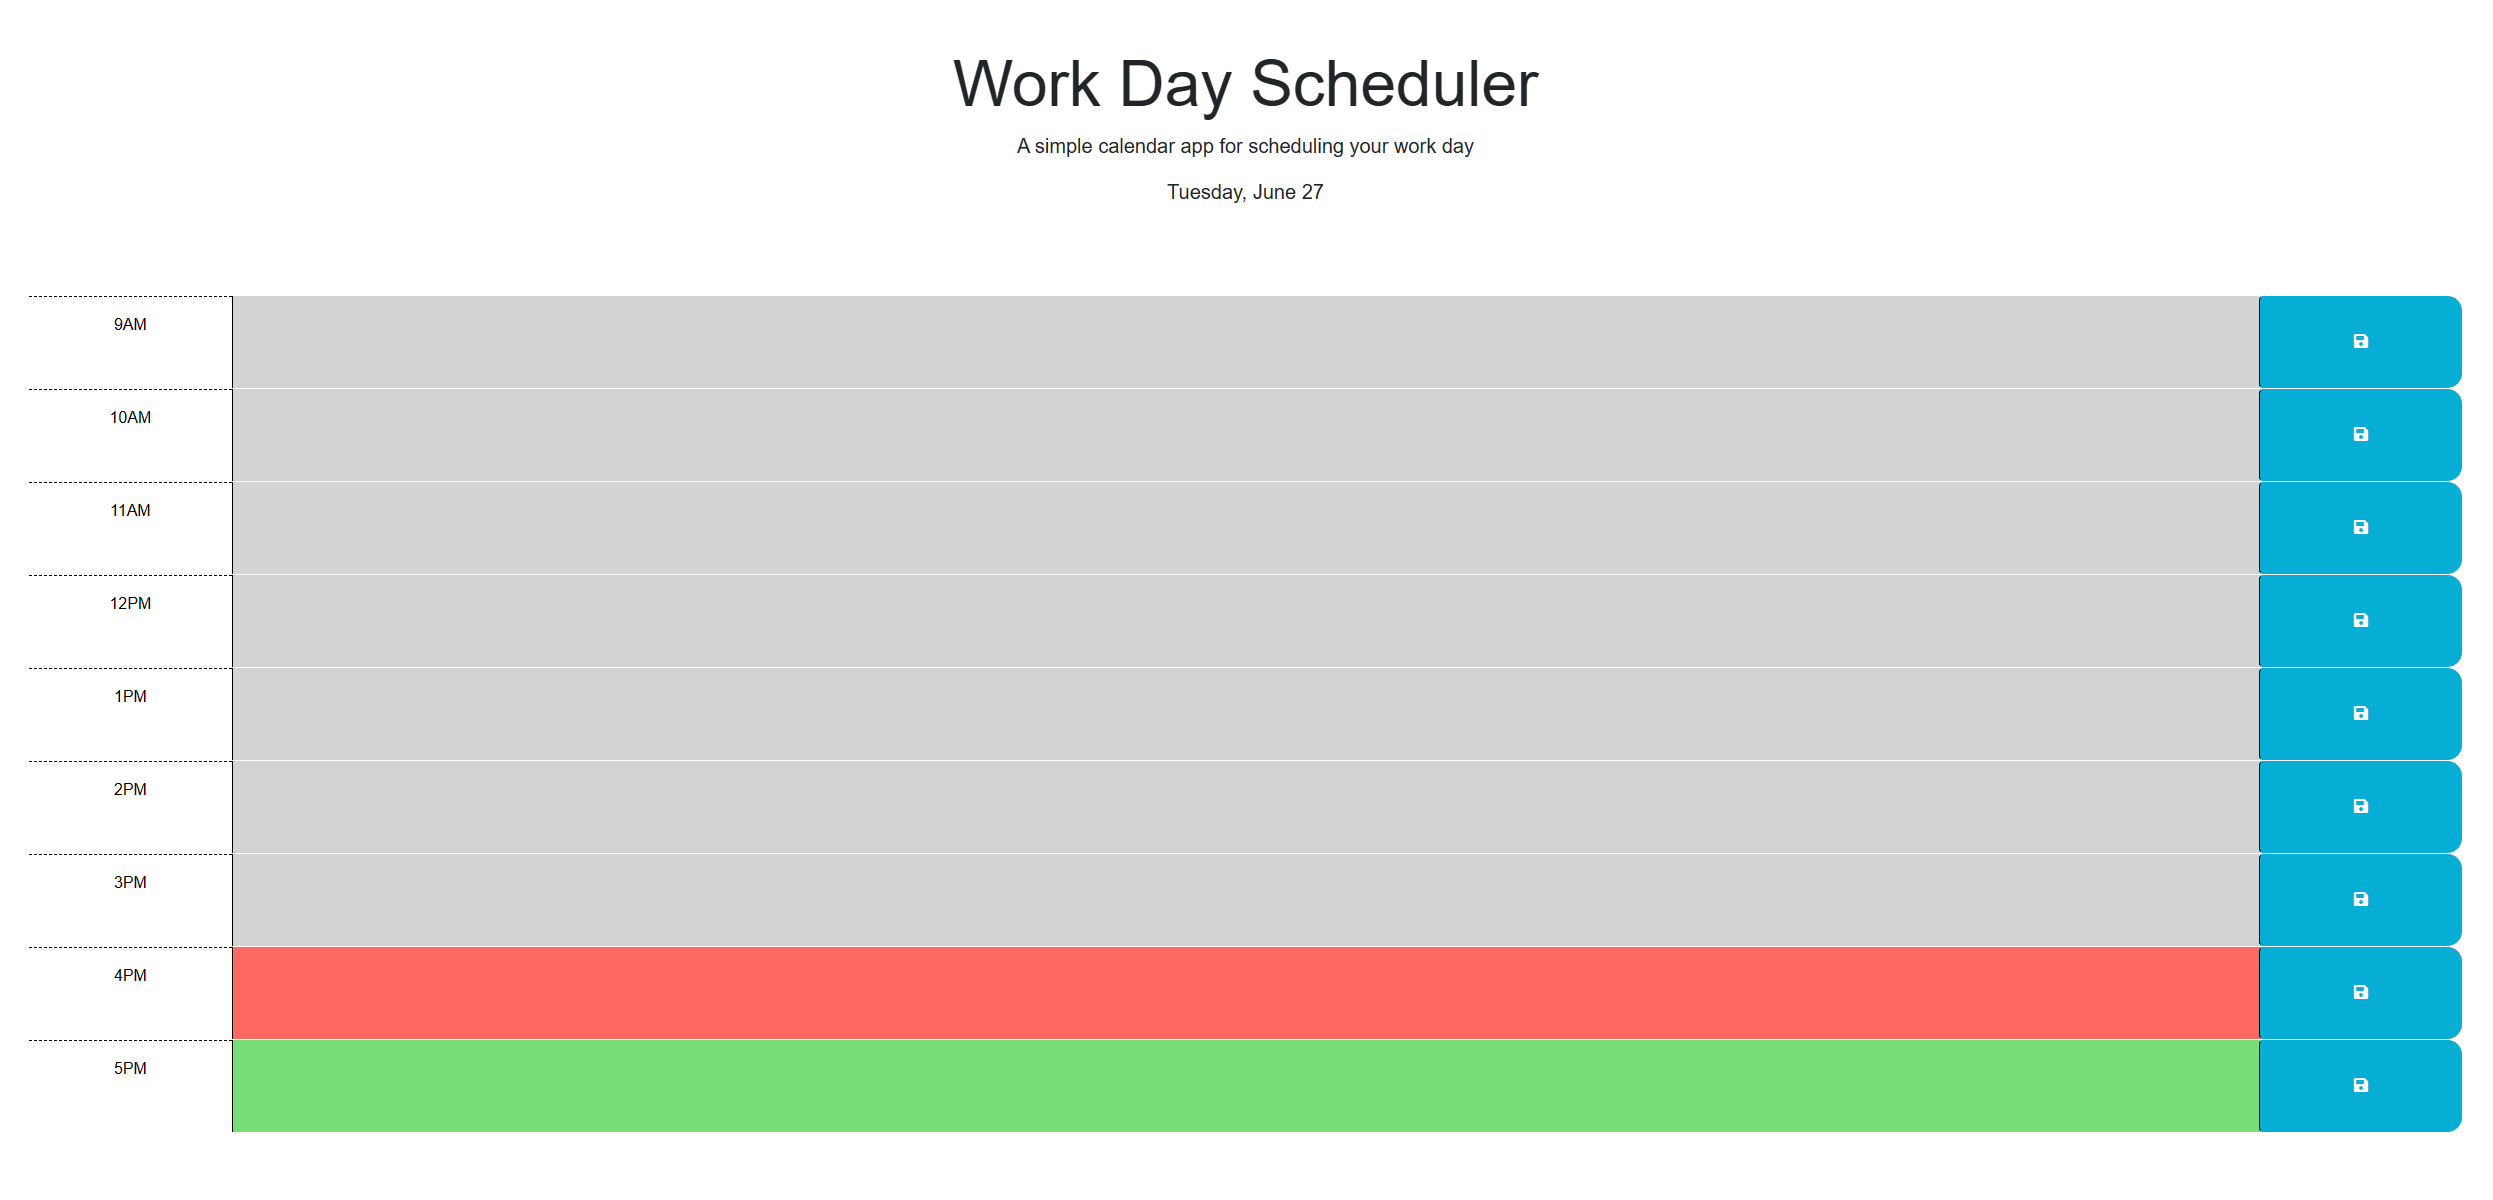 Work Day Scheduler
A simple calendar app for scheduling your work day
Tuesday, June 27
9AM
10AM
11AM
12PM
1PM
2PM
3PM
4PM
5PM